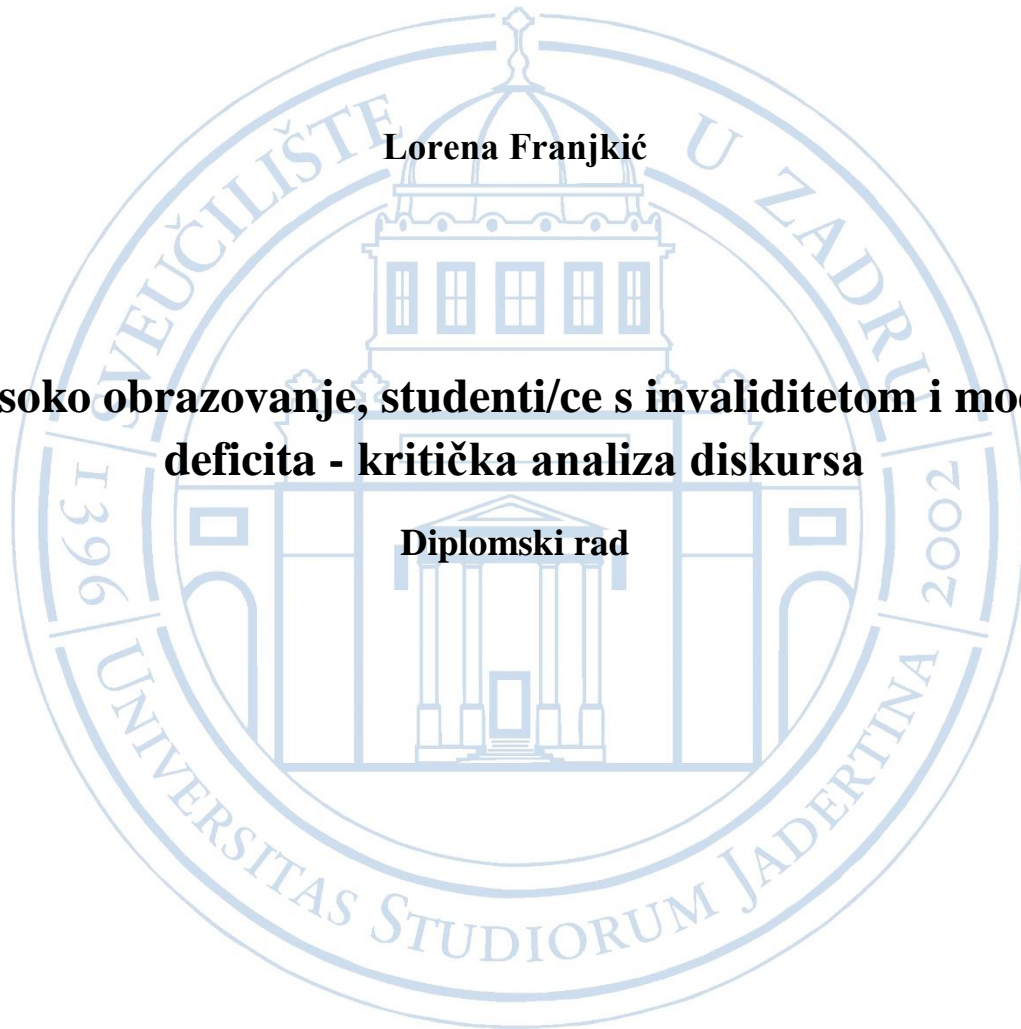 Lorena Franjkić
soko obrazovanje, studenti/ce s invaliditetom i mo
deficita - kritička analiza diskursa
Diplomski rad
SVEUČILIŠTE U ZADRU
1396
2002
UNIVERSITAS STUDIORUM JADERTINA